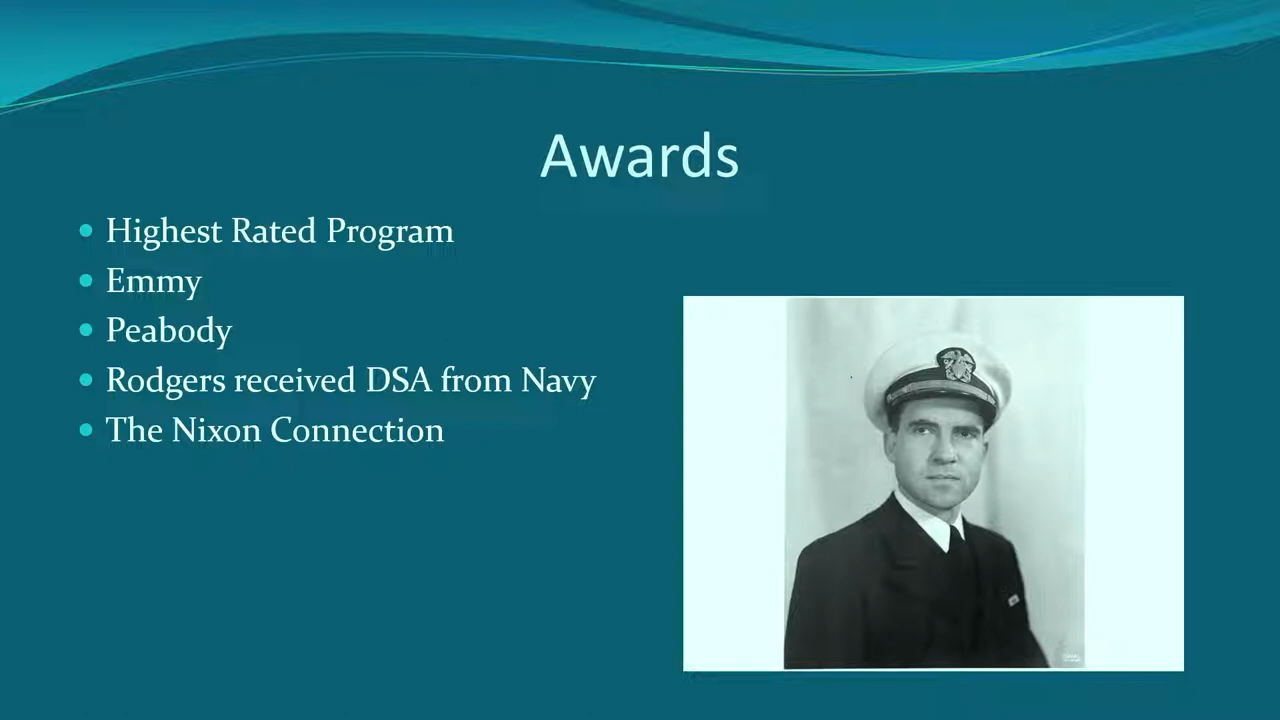 Awards
Highest Rated Program
Emmy
Peabody
Rodgers received DSA from Navy
The Nixon Connection